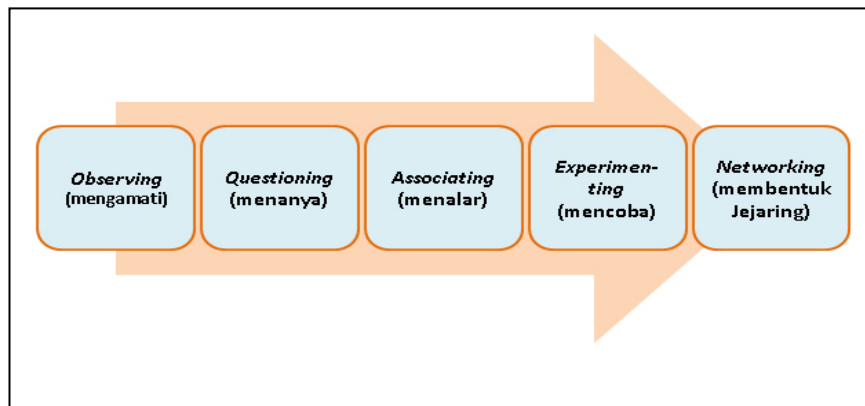 Observing
(mengamati)
Questioning
(menanya)
Associating
(menalar)
Experimen-
ting
(mencoba)
Networking
(membentuk
Jejaring)